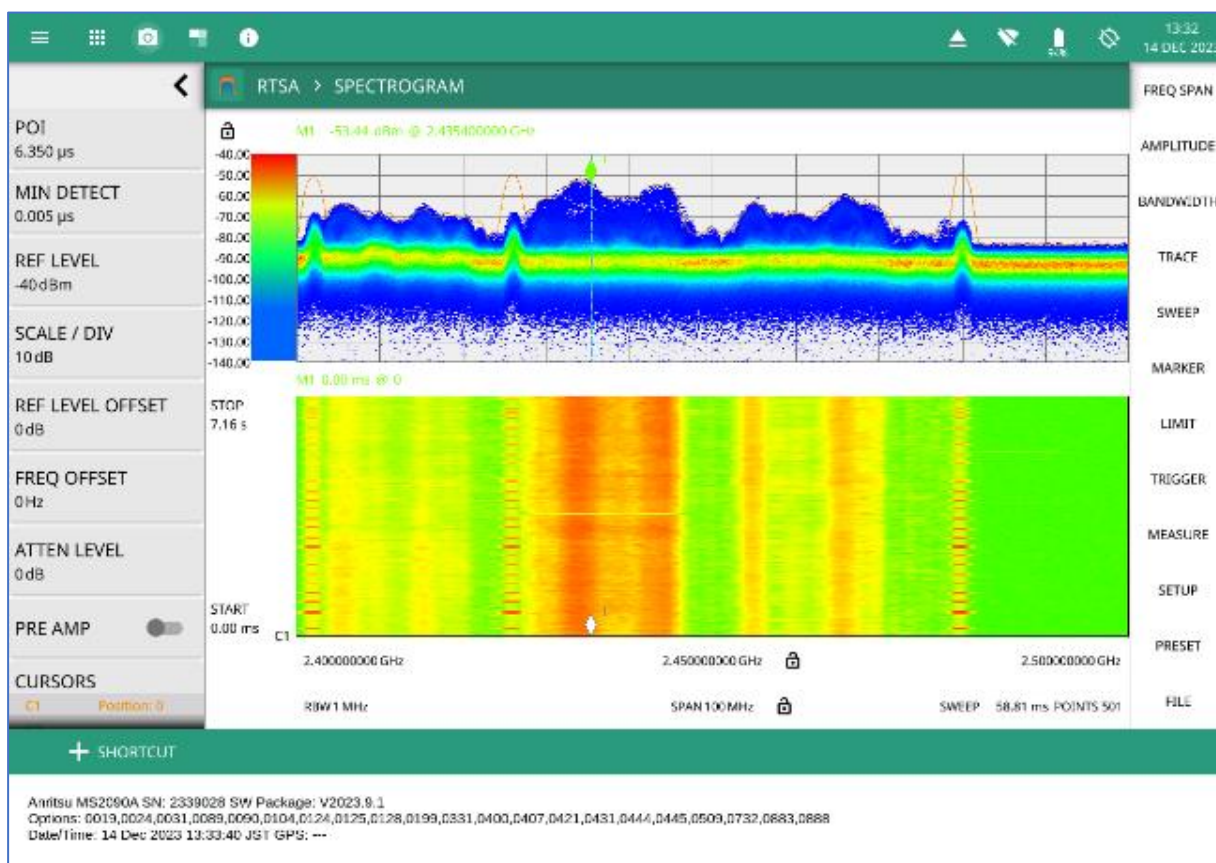 13:32
14 DEC 2023
RTSA > SPECTROGRAM
FREQ SPAN
AMPLITUDE
BANDWIDTH
TRACE
SWEEP
MARKER
LIMIT
TRIGGER
MEASURE
SETUP
PRESET
FILE
POI
6.350 µs
MIN DETECT
0.005 µs
REF LEVEL
-40 dBm
SCALE / DIV
10 dB
REF LEVEL OFFSET
0 dB
FREQ OFFSET
0 Hz
ATTEN LEVEL
0 dB
PRE AMP
CURSORS
C1 Position: 0
M1 -53.44 dBm @ 2.435400000 GHz
-40.00
-50.00
-60.00
-70.00
-80.00
-90.00
-100.00
-110.00
-120.00
-130.00
-140.00
M1 0.00 ms @ 0
STOP
7.16 s
START
0.00 ms
C1
2.400000000 GHz 2.450000000 GHz 2.500000000 GHz
RBW 1 MHz SPAN 100 MHz SWEEP 58.81 ms POINTS 501
+ SHORTCUT
Anritsu MS2090A SN: 2339028 SW Package: V2023.9.1
Options: 0019,0024,0031,0089,0090,0104,0124,0125,0128,0199,0331,0400,0407,0421,0431,0444,0445,0509,0732,0883,0888
Date/Time: 14 Dec 2023 13:33:40 JST GPS: ---